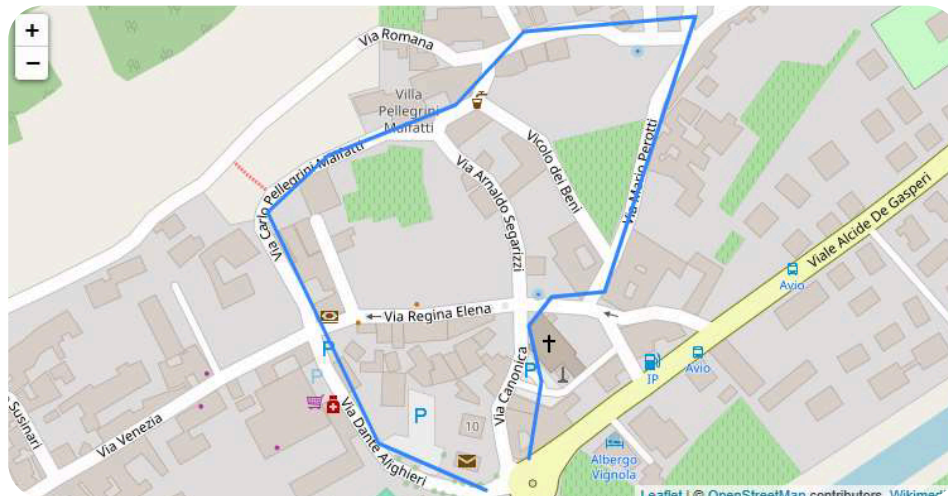 +
−
Via Romana
Villa
Pellegrini
Malfatti
Via Carlo Pellegrini Malfatti
Via Arnaldo Segarizzi
Vicolo dei Beni
Via Mario Perotti
Viale Alcide De Gasperi
Avio
← Via Regina Elena
←
P
P
P
P
IP
Avio
Via Canonica
Via Venezia
Susinari
Via Dante Alighieri
10
Albergo
Vignola
Leaflet | © OpenStreetMap contributors, Wikimedi